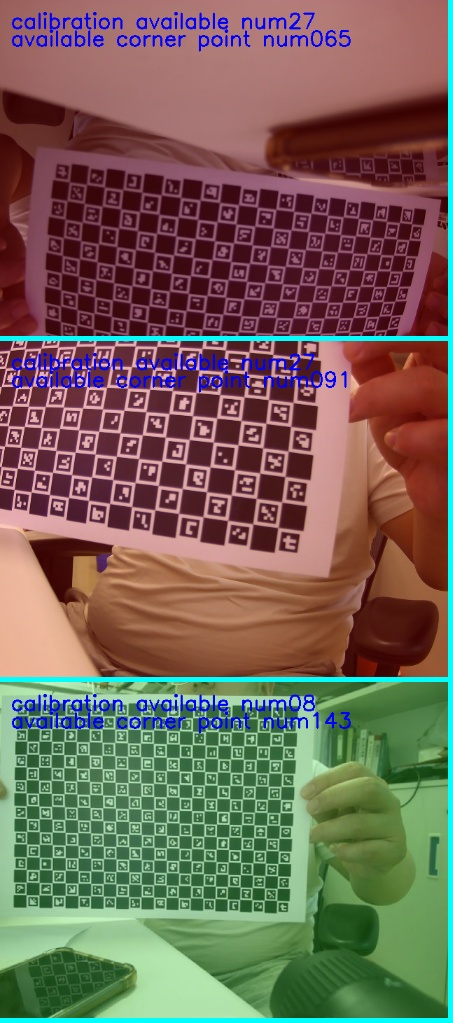 calibration available num27
available corner point num065
calibration available num27
available corner point num091
calibration available num08
available corner point num143